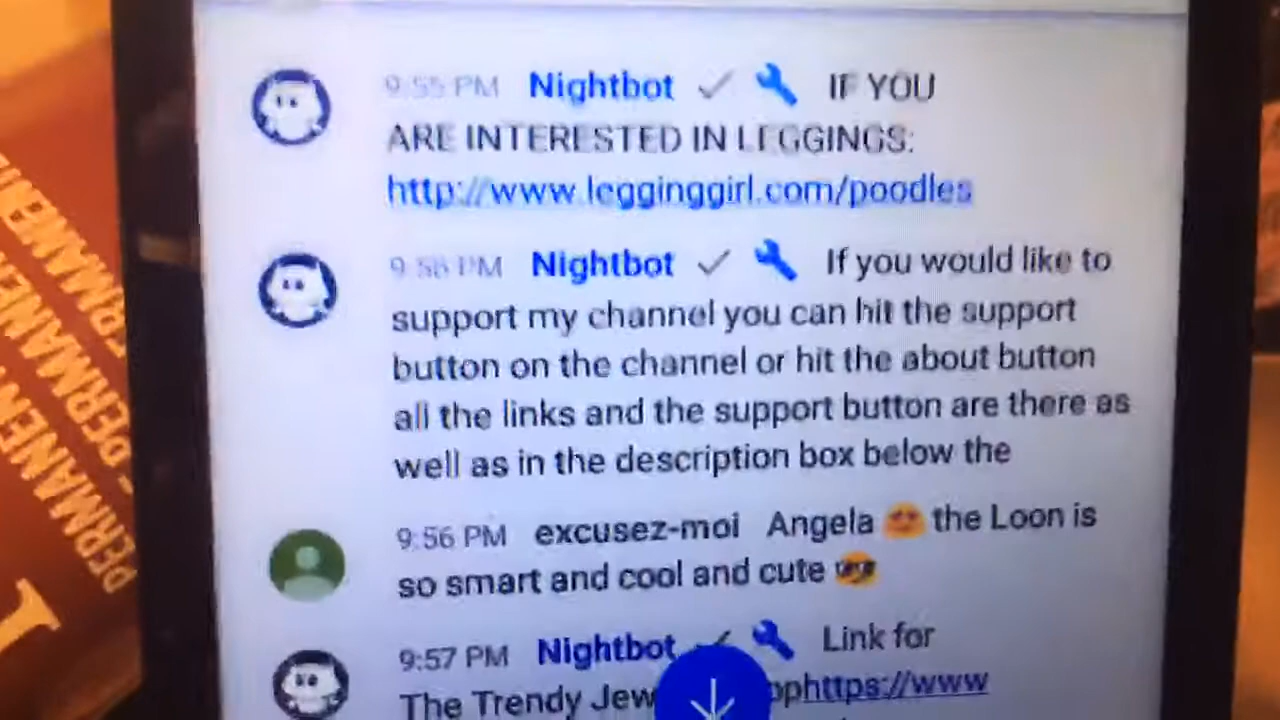 9:55 PM Nightbot IF YOU
ARE INTERESTED IN LEGGINGS:
http://www.legginggirl.com/poodles
9:56 PM Nightbot If you would like to
support my channel you can hit the support
button on the channel or hit the about button
all the links and the support button are there as
well as in the description box below the
9:56 PM excusez-moi Angela 😍 the Loon is
so smart and cool and cute 😎
9:57 PM Nightbot Link for
The Trendy Jew pphttps://www
PERMANENT
PERMANENT
PERMANENT